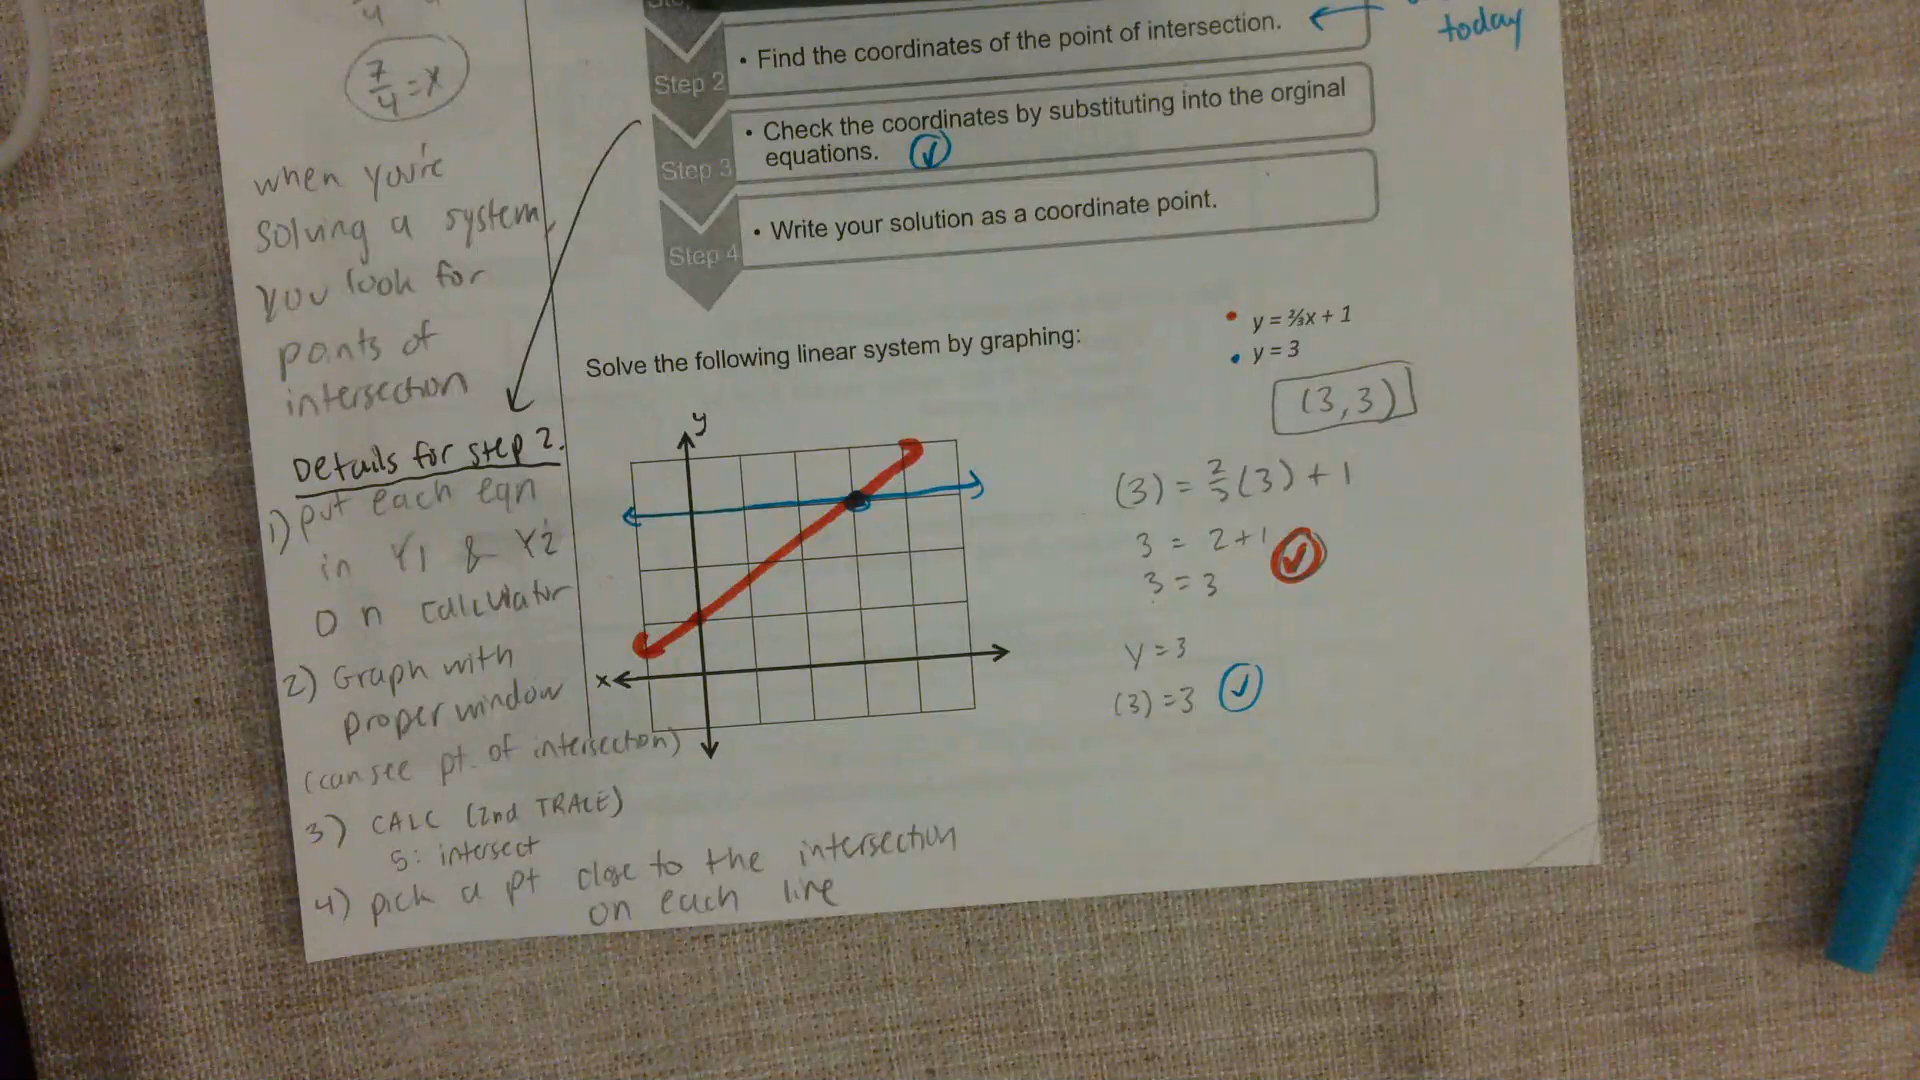 7/4 = x
when you're
solving a system,
you look for
points of
intersection
Details for step 2.
1) put each eqn
in Y1 & Y2
on calculator
2) Graph with
proper window
(can see pt. of intersection)
3) CALC (2nd TRACE)
5: intersect
4) pick a pt close to the intersection
on each line
today
Step 2
• Find the coordinates of the point of intersection.
Step 3
• Check the coordinates by substituting into the orginal
equations.
Step 4
• Write your solution as a coordinate point.
Solve the following linear system by graphing:
y = ⅔x + 1
y = 3
(3,3)
y
x
(3) = 2/3(3) + 1
3 = 2+1
3 = 3
y = 3
(3) = 3